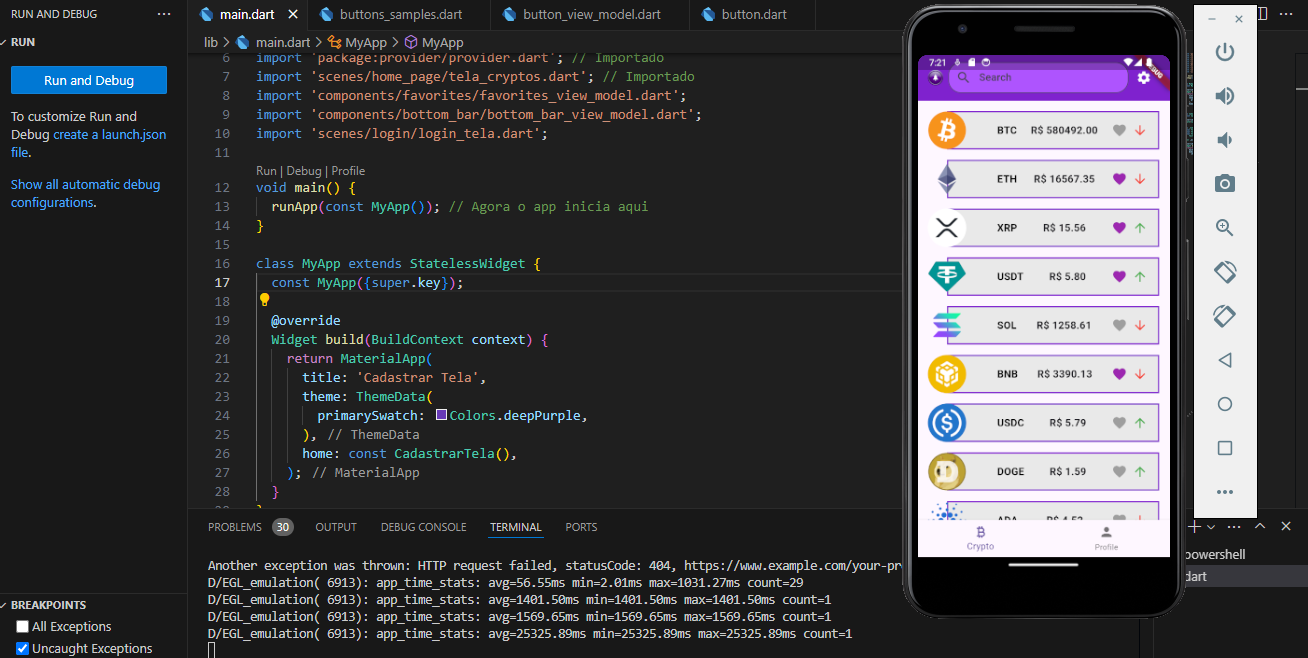 RUN AND DEBUG
RUN
Run and Debug
To customize Run and
Debug create a launch.json
file.
Show all automatic debug
configurations.
BREAKPOINTS
All Exceptions
Uncaught Exceptions
main.dart
buttons_samples.dart
button_view_model.dart
button.dart
lib > main.dart > MyApp > MyApp
6 import 'package:provider/provider.dart'; // Importado
7 import 'scenes/home_page/tela_cryptos.dart'; // Importado
8 import 'components/favorites/favorites_view_model.dart';
9 import 'components/bottom_bar/bottom_bar_view_model.dart';
10 import 'scenes/login/login_tela.dart';
11
Run | Debug | Profile
12 void main() {
13 runApp(const MyApp()); // Agora o app inicia aqui
14 }
15
16 class MyApp extends StatelessWidget {
17 const MyApp({super.key});
18
19 @override
20 Widget build(BuildContext context) {
21 return MaterialApp(
22 title: 'Cadastrar Tela',
23 theme: ThemeData(
24 primarySwatch: Colors.deepPurple,
25 ), // ThemeData
26 home: const CadastrarTela(),
27 ); // MaterialApp
28 }
PROBLEMS 30 OUTPUT DEBUG CONSOLE TERMINAL PORTS
Another exception was thrown: HTTP request failed, statusCode: 404, https://www.example.com/your-pr
D/EGL_emulation( 6913): app_time_stats: avg=56.55ms min=2.01ms max=1031.27ms count=29
D/EGL_emulation( 6913): app_time_stats: avg=1401.50ms min=1401.50ms max=1401.50ms count=1
D/EGL_emulation( 6913): app_time_stats: avg=1569.65ms min=1569.65ms max=1569.65ms count=1
D/EGL_emulation( 6913): app_time_stats: avg=25325.89ms min=25325.89ms max=25325.89ms count=1
powershell
dart
7:21
Search
BTC R$ 580492.00
ETH R$ 16567.35
XRP R$ 15.56
USDT R$ 5.80
SOL R$ 1258.61
BNB R$ 3390.13
USDC R$ 5.79
DOGE R$ 1.59
ADA R$ 4.52
Crypto
Profile